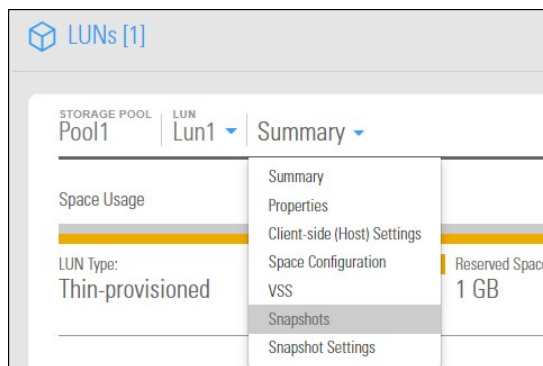 LUNs [1]
STORAGE POOL LUN
Pool1 Lun1 Summary
Summary
Properties
Space Usage
Client-side (Host) Settings
LUN Type: Space Configuration Reserved
Thin-provisioned VSS 1 GB
Snapshots
Snapshot Settings